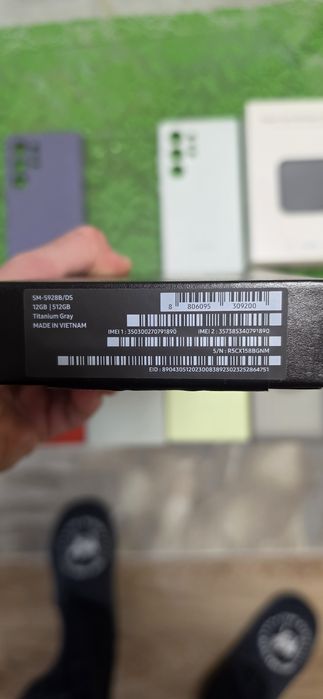 SM-S928B/DS
12GB | 512GB
Titanium Gray
MADE IN VIETNAM
8 806095 309200
IMEI 1 : 350300270791890 IMEI 2 : 357385340791890
S/N : R5CX158BGNM
EID : 89043051202300838923023252864751